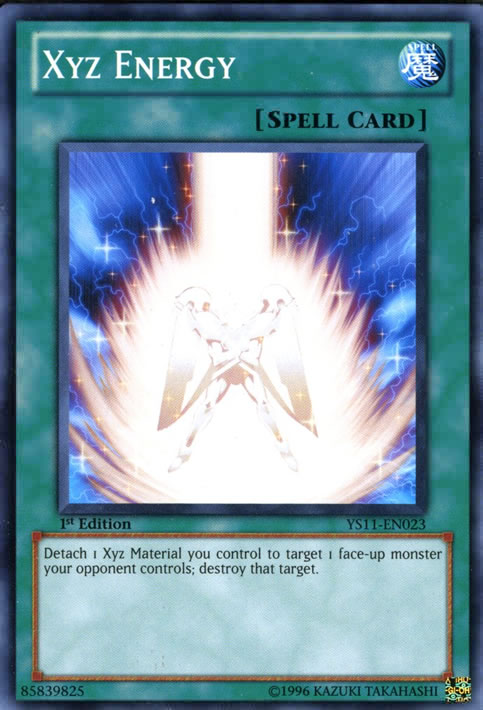 XYZ ENERGY
SPELL
魔
[SPELL CARD]
1st Edition
YS11-EN023
Detach 1 Xyz Material you control to target 1 face-up monster
your opponent controls; destroy that target.
85839825
©1996 KAZUKI TAKAHASHI